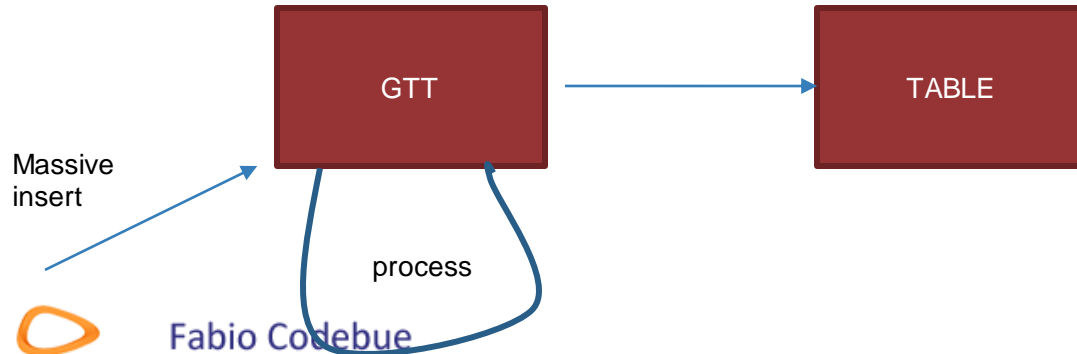 GTT
TABLE
Massive
insert
process
Fabio Codebue